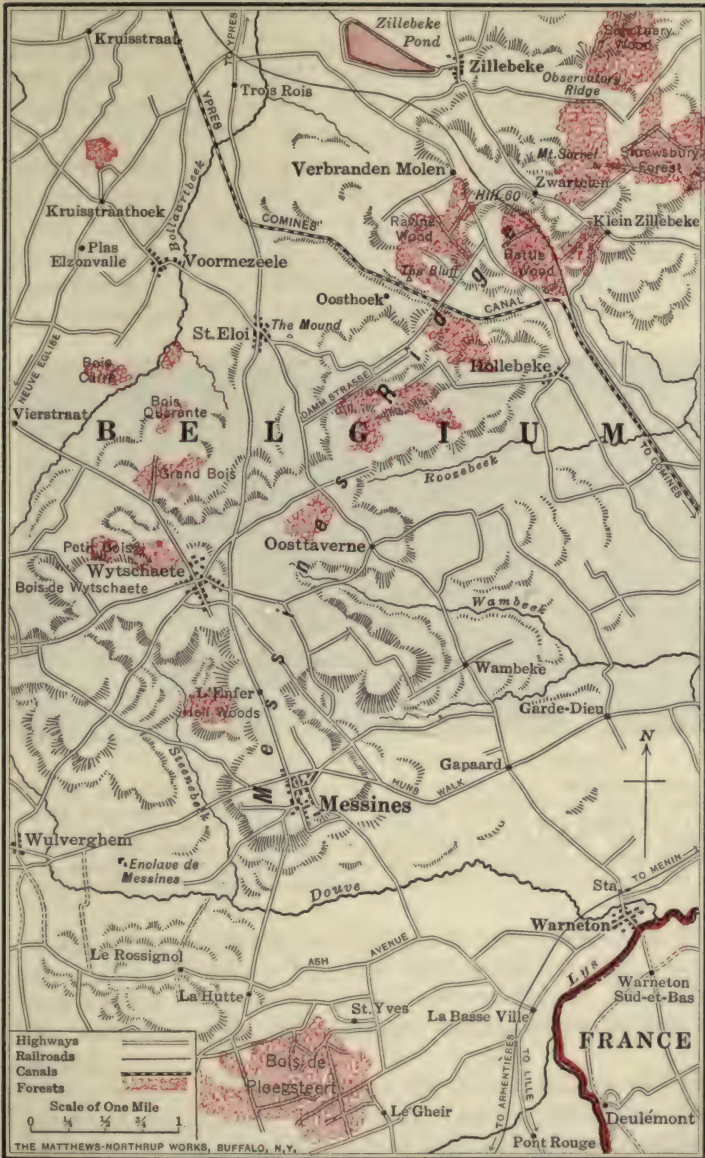 Kruisstraat
TO YPRES
Zillebeke
Pond
Zillebeke
Sanctuary
Wood
Observatory
Ridge
YPRES
Trois Rois
Mt. Sorrel
Shrewsbury
Forest
Verbranden Molen
Zwartelen
Hill 60
Kruisstraathoek
Bollaartbeek
COMINES
Ravine
Wood
Klein Zillebeke
Battle
Wood
Plas
Elzonvalle
Voormezeele
The Bluff
Oosthoek
CANAL
St. Eloi
The Mound
NEUVE EGLISE
Bois
Carré
Hollebeke
DAMM STRASSE
Bois
Quarante
Vierstraat
BELGIUM
TO COMINES
Grand Bois
Roozebeek
Messines Ridge
Petit Bois
Oosttaverne
Wytschaete
Bois de Wytschaete
Wambeek
Wambeke
L'Enfer
Hell Woods
Garde-Dieu
Steenebeek
N
Gapaard
HUNS WALK
Messines
Wulverghem
Enolave de
Messines
Douve
Sta.
TO MENIN
Warneton
Le Rossignol
ASH AVENUE
Lys
Warneton
Sud-et-Bas
La Hutte
St. Yves
La Basse Ville
FRANCE
Highways
Railroads
Canals
Forests
Bois de
Ploegsteert
TO ARMENTIÈRES
TO LILLE
Scale of One Mile
0 ¼ ½ ¾ 1
Le Gheir
Deulémont
Pont Rouge
THE MATTHEWS-NORTHRUP WORKS, BUFFALO, N.Y.